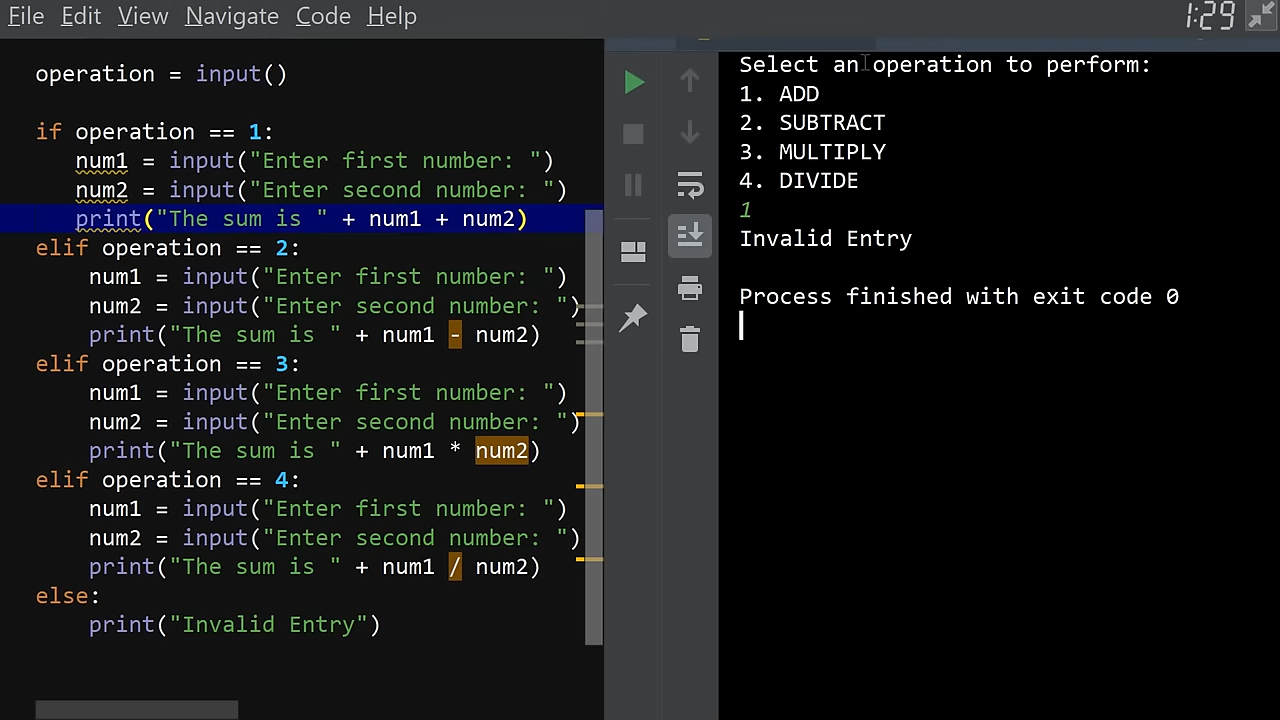 File Edit View Navigate Code Help
1:29
operation = input()
if operation == 1:
num1 = input("Enter first number: ")
num2 = input("Enter second number: ")
print("The sum is " + num1 + num2)
elif operation == 2:
num1 = input("Enter first number: ")
num2 = input("Enter second number: ")
print("The sum is " + num1 - num2)
elif operation == 3:
num1 = input("Enter first number: ")
num2 = input("Enter second number: ")
print("The sum is " + num1 * num2)
elif operation == 4:
num1 = input("Enter first number: ")
num2 = input("Enter second number: ")
print("The sum is " + num1 / num2)
else:
print("Invalid Entry")
Select an operation to perform:
1. ADD
2. SUBTRACT
3. MULTIPLY
4. DIVIDE
1
Invalid Entry
Process finished with exit code 0